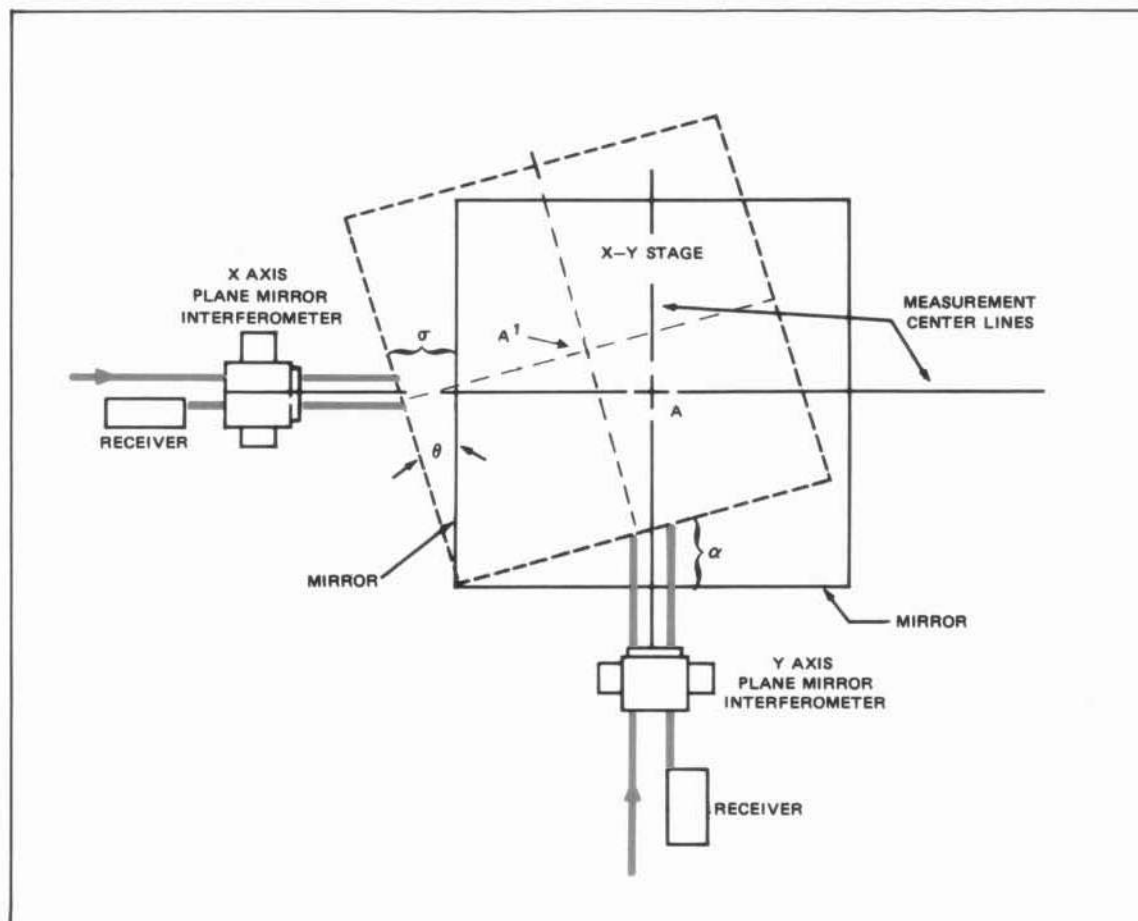 X–Y STAGE
X AXIS
PLANE MIRROR
INTERFEROMETER
MEASUREMENT
CENTER LINES
σ
A¹
A
RECEIVER
θ
α
MIRROR
MIRROR
Y AXIS
PLANE MIRROR
INTERFEROMETER
RECEIVER